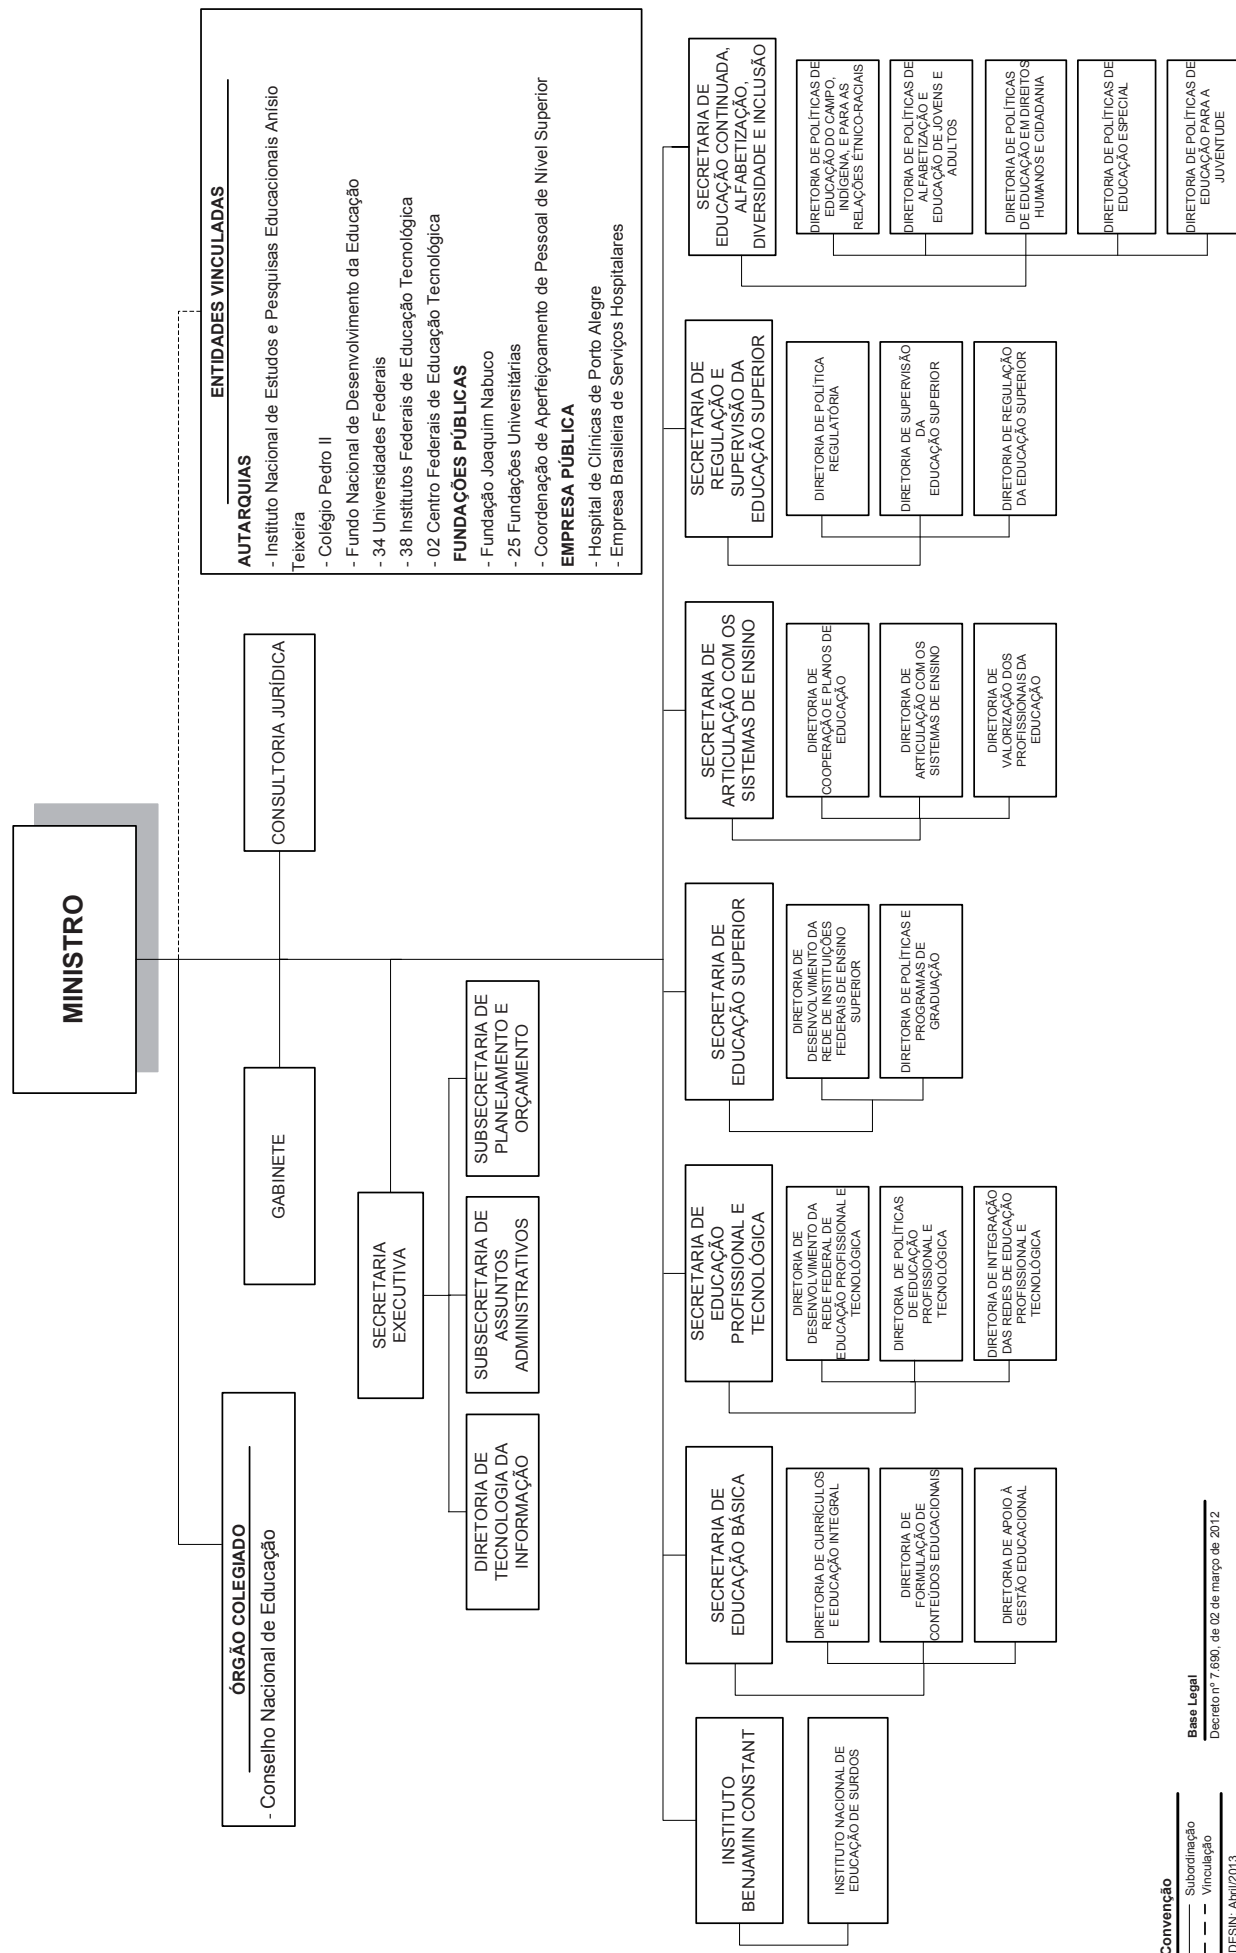 MINISTRO
ÓRGÃO COLEGIADO
- Conselho Nacional de Educação
GABINETE
CONSULTORIA JURÍDICA
ENTIDADES VINCULADAS
AUTARQUIAS
- Instituto Nacional de Estudos e Pesquisas Educacionais Anísio
Teixeira
- Colégio Pedro II
- Fundo Nacional de Desenvolvimento da Educação
- 34 Universidades Federais
- 38 Institutos Federais de Educação Tecnológica
- 02 Centro Federais de Educação Tecnológica
FUNDAÇÕES PÚBLICAS
- Fundação Joaquim Nabuco
- 25 Fundações Universitárias
- Coordenação de Aperfeiçoamento de Pessoal de Nível Superior
EMPRESA PÚBLICA
- Hospital de Clínicas de Porto Alegre
- Empresa Brasileira de Serviços Hospitalares
SECRETARIA
EXECUTIVA
DIRETORIA DE
TECNOLOGIA DA
INFORMAÇÃO
SUBSECRETARIA DE
ASSUNTOS
ADMINISTRATIVOS
SUBSECRETARIA DE
PLANEJAMENTO E
ORÇAMENTO
INSTITUTO
BENJAMIN CONSTANT
INSTITUTO NACIONAL DE
EDUCAÇÃO DE SURDOS
SECRETARIA DE
EDUCAÇÃO BÁSICA
DIRETORIA DE CURRÍCULOS
E EDUCAÇÃO INTEGRAL
DIRETORIA DE
FORMULAÇÃO DE
CONTEÚDOS EDUCACIONAIS
DIRETORIA DE APOIO À
GESTÃO EDUCACIONAL
SECRETARIA DE
EDUCAÇÃO
PROFISSIONAL E
TECNOLÓGICA
DIRETORIA DE
DESENVOLVIMENTO DA
REDE FEDERAL DE
EDUCAÇÃO PROFISSIONAL E
TECNOLÓGICA
DIRETORIA DE POLÍTICAS
DE EDUCAÇÃO
PROFISSIONAL E
TECNOLÓGICA
DIRETORIA DE INTEGRAÇÃO
DAS REDES DE EDUCAÇÃO
PROFISSIONAL E
TECNOLÓGICA
SECRETARIA DE
EDUCAÇÃO SUPERIOR
DIRETORIA DE
DESENVOLVIMENTO DA
REDE DE INSTITUIÇÕES
FEDERAIS DE ENSINO
SUPERIOR
DIRETORIA DE POLÍTICAS E
PROGRAMAS DE
GRADUAÇÃO
SECRETARIA DE
ARTICULAÇÃO COM OS
SISTEMAS DE ENSINO
DIRETORIA DE
COOPERAÇÃO E PLANOS DE
EDUCAÇÃO
DIRETORIA DE
ARTICULAÇÃO COM OS
SISTEMAS DE ENSINO
DIRETORIA DE
VALORIZAÇÃO DOS
PROFISSIONAIS DA
EDUCAÇÃO
SECRETARIA DE
REGULAÇÃO E
SUPERVISÃO DA
EDUCAÇÃO SUPERIOR
DIRETORIA DE POLÍTICA
REGULATÓRIA
DIRETORIA DE SUPERVISÃO
DA
EDUCAÇÃO SUPERIOR
DIRETORIA DE REGULAÇÃO
DA EDUCAÇÃO SUPERIOR
SECRETARIA DE
EDUCAÇÃO CONTINUADA,
ALFABETIZAÇÃO,
DIVERSIDADE E INCLUSÃO
DIRETORIA DE POLÍTICAS DE
EDUCAÇÃO DO CAMPO,
INDÍGENA, E PARA AS
RELAÇÕES ÉTNICO-RACIAIS
DIRETORIA DE POLÍTICAS DE
ALFABETIZAÇÃO E
EDUCAÇÃO DE JOVENS E
ADULTOS
DIRETORIA DE POLÍTICAS
DE EDUCAÇÃO EM DIREITOS
HUMANOS E CIDADANIA
DIRETORIA DE POLÍTICAS DE
EDUCAÇÃO ESPECIAL
DIRETORIA DE POLÍTICAS DE
EDUCAÇÃO PARA A
JUVENTUDE
Convenção
Subordinação
Vinculação
DESIN: Abril/2013
Base Legal
Decreto nº 7.690, de 02 de março de 2012